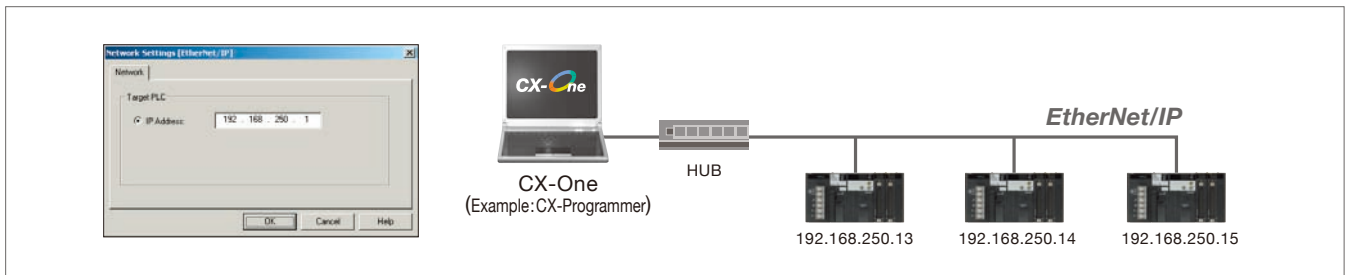 Network Settings [EtherNet/IP]
Network
Target PLC
IP Address:
192 . 168 . 250 . 1
OK Cancel Help
CX-One
CX-One
(Example:CX-Programmer)
HUB
EtherNet/IP
192.168.250.13 192.168.250.14 192.168.250.15